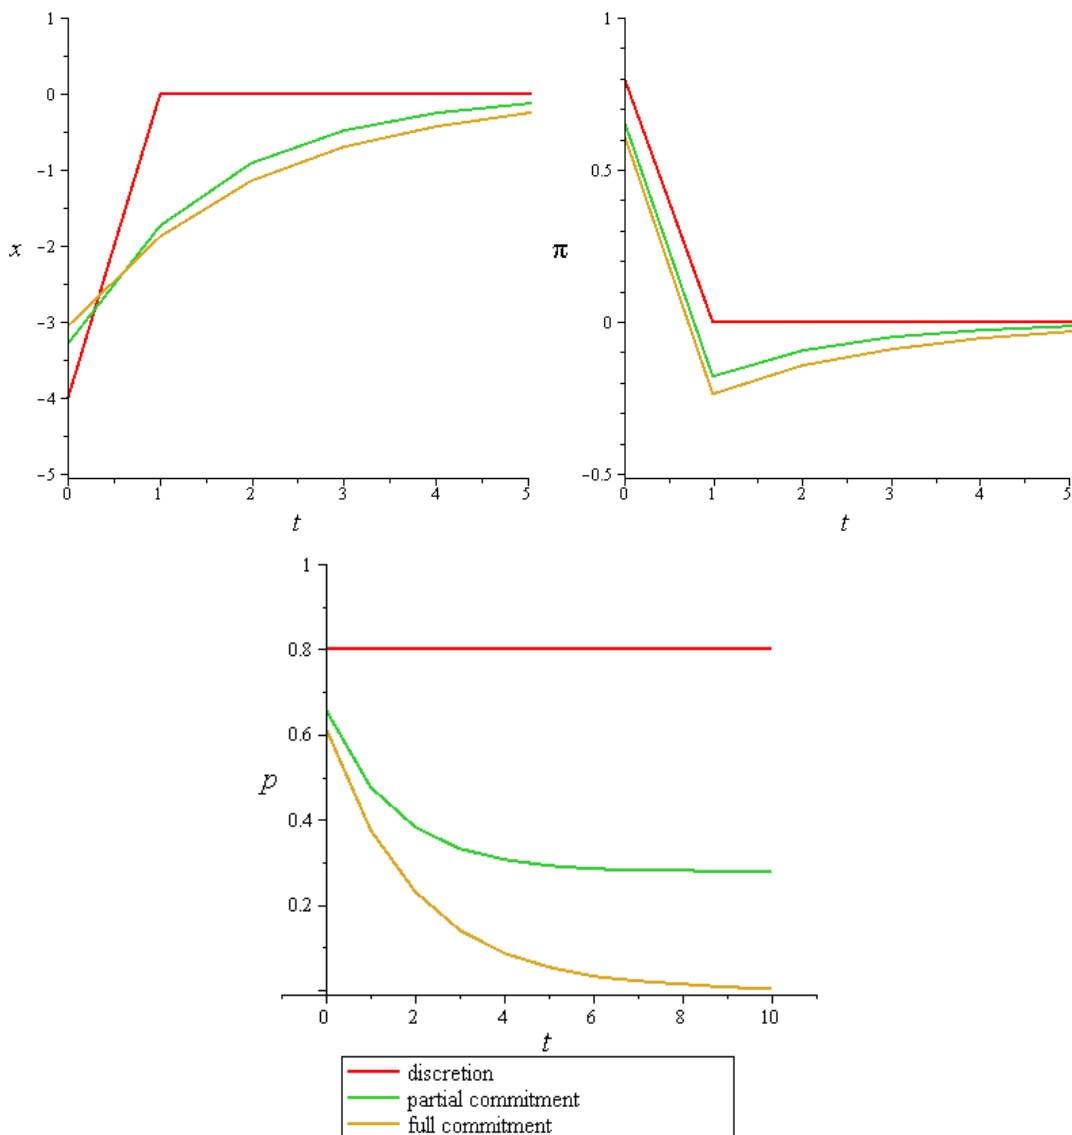 1
0
−1
x −2
−3
−4
−5
0 1 2 3 4 5
t
1
0.5
π
0
−0.5
0 1 2 3 4 5
t
1
0.8
0.6
p
0.4
0.2
0 2 4 6 8 10
t
discretion
partial commitment
full commitment